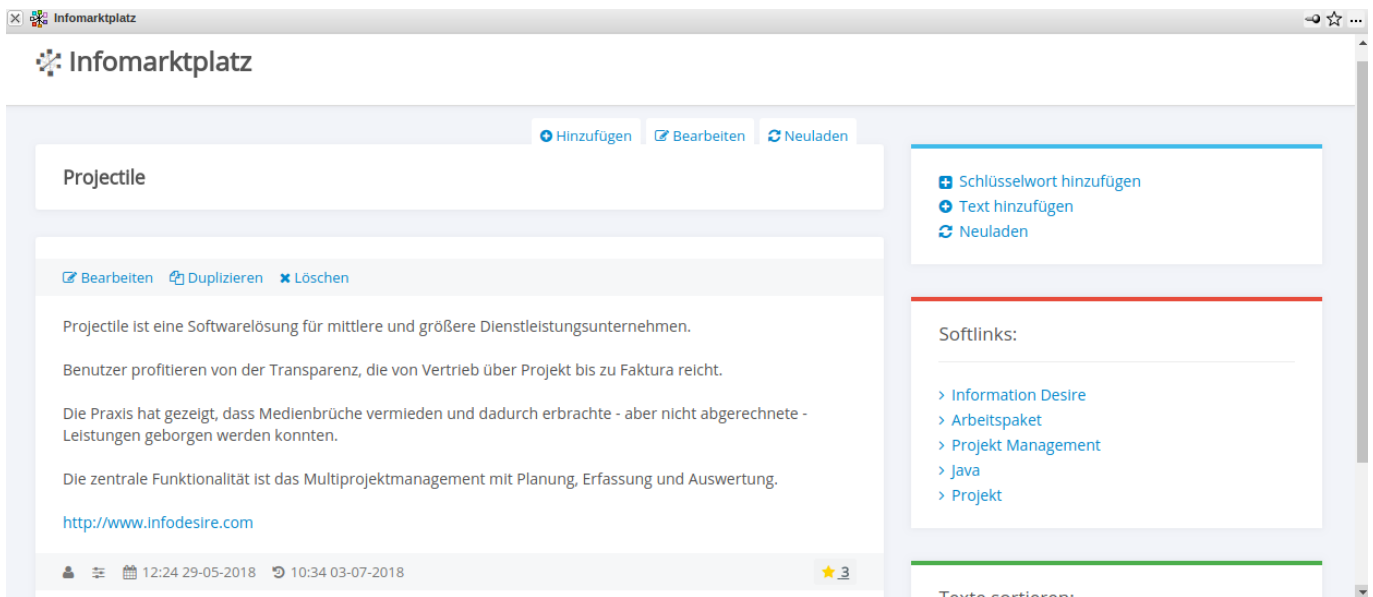 Infomarktplatz
Infomarktplatz
Hinzufügen Bearbeiten Neuladen
Projectile
Bearbeiten Duplizieren Löschen
Projectile ist eine Softwarelösung für mittlere und größere Dienstleistungsunternehmen.
Benutzer profitieren von der Transparenz, die von Vertrieb über Projekt bis zu Faktura reicht.
Die Praxis hat gezeigt, dass Medienbrüche vermieden und dadurch erbrachte - aber nicht abgerechnete -
Leistungen geborgen werden konnten.
Die zentrale Funktionalität ist das Multiprojektmanagement mit Planung, Erfassung und Auswertung.
http://www.infodesire.com
12:24 29-05-2018 10:34 03-07-2018
3
Schlüsselwort hinzufügen
Text hinzufügen
Neuladen
Softlinks:
Information Desire
Arbeitspaket
Projekt Management
Java
Projekt
Texte sortieren: